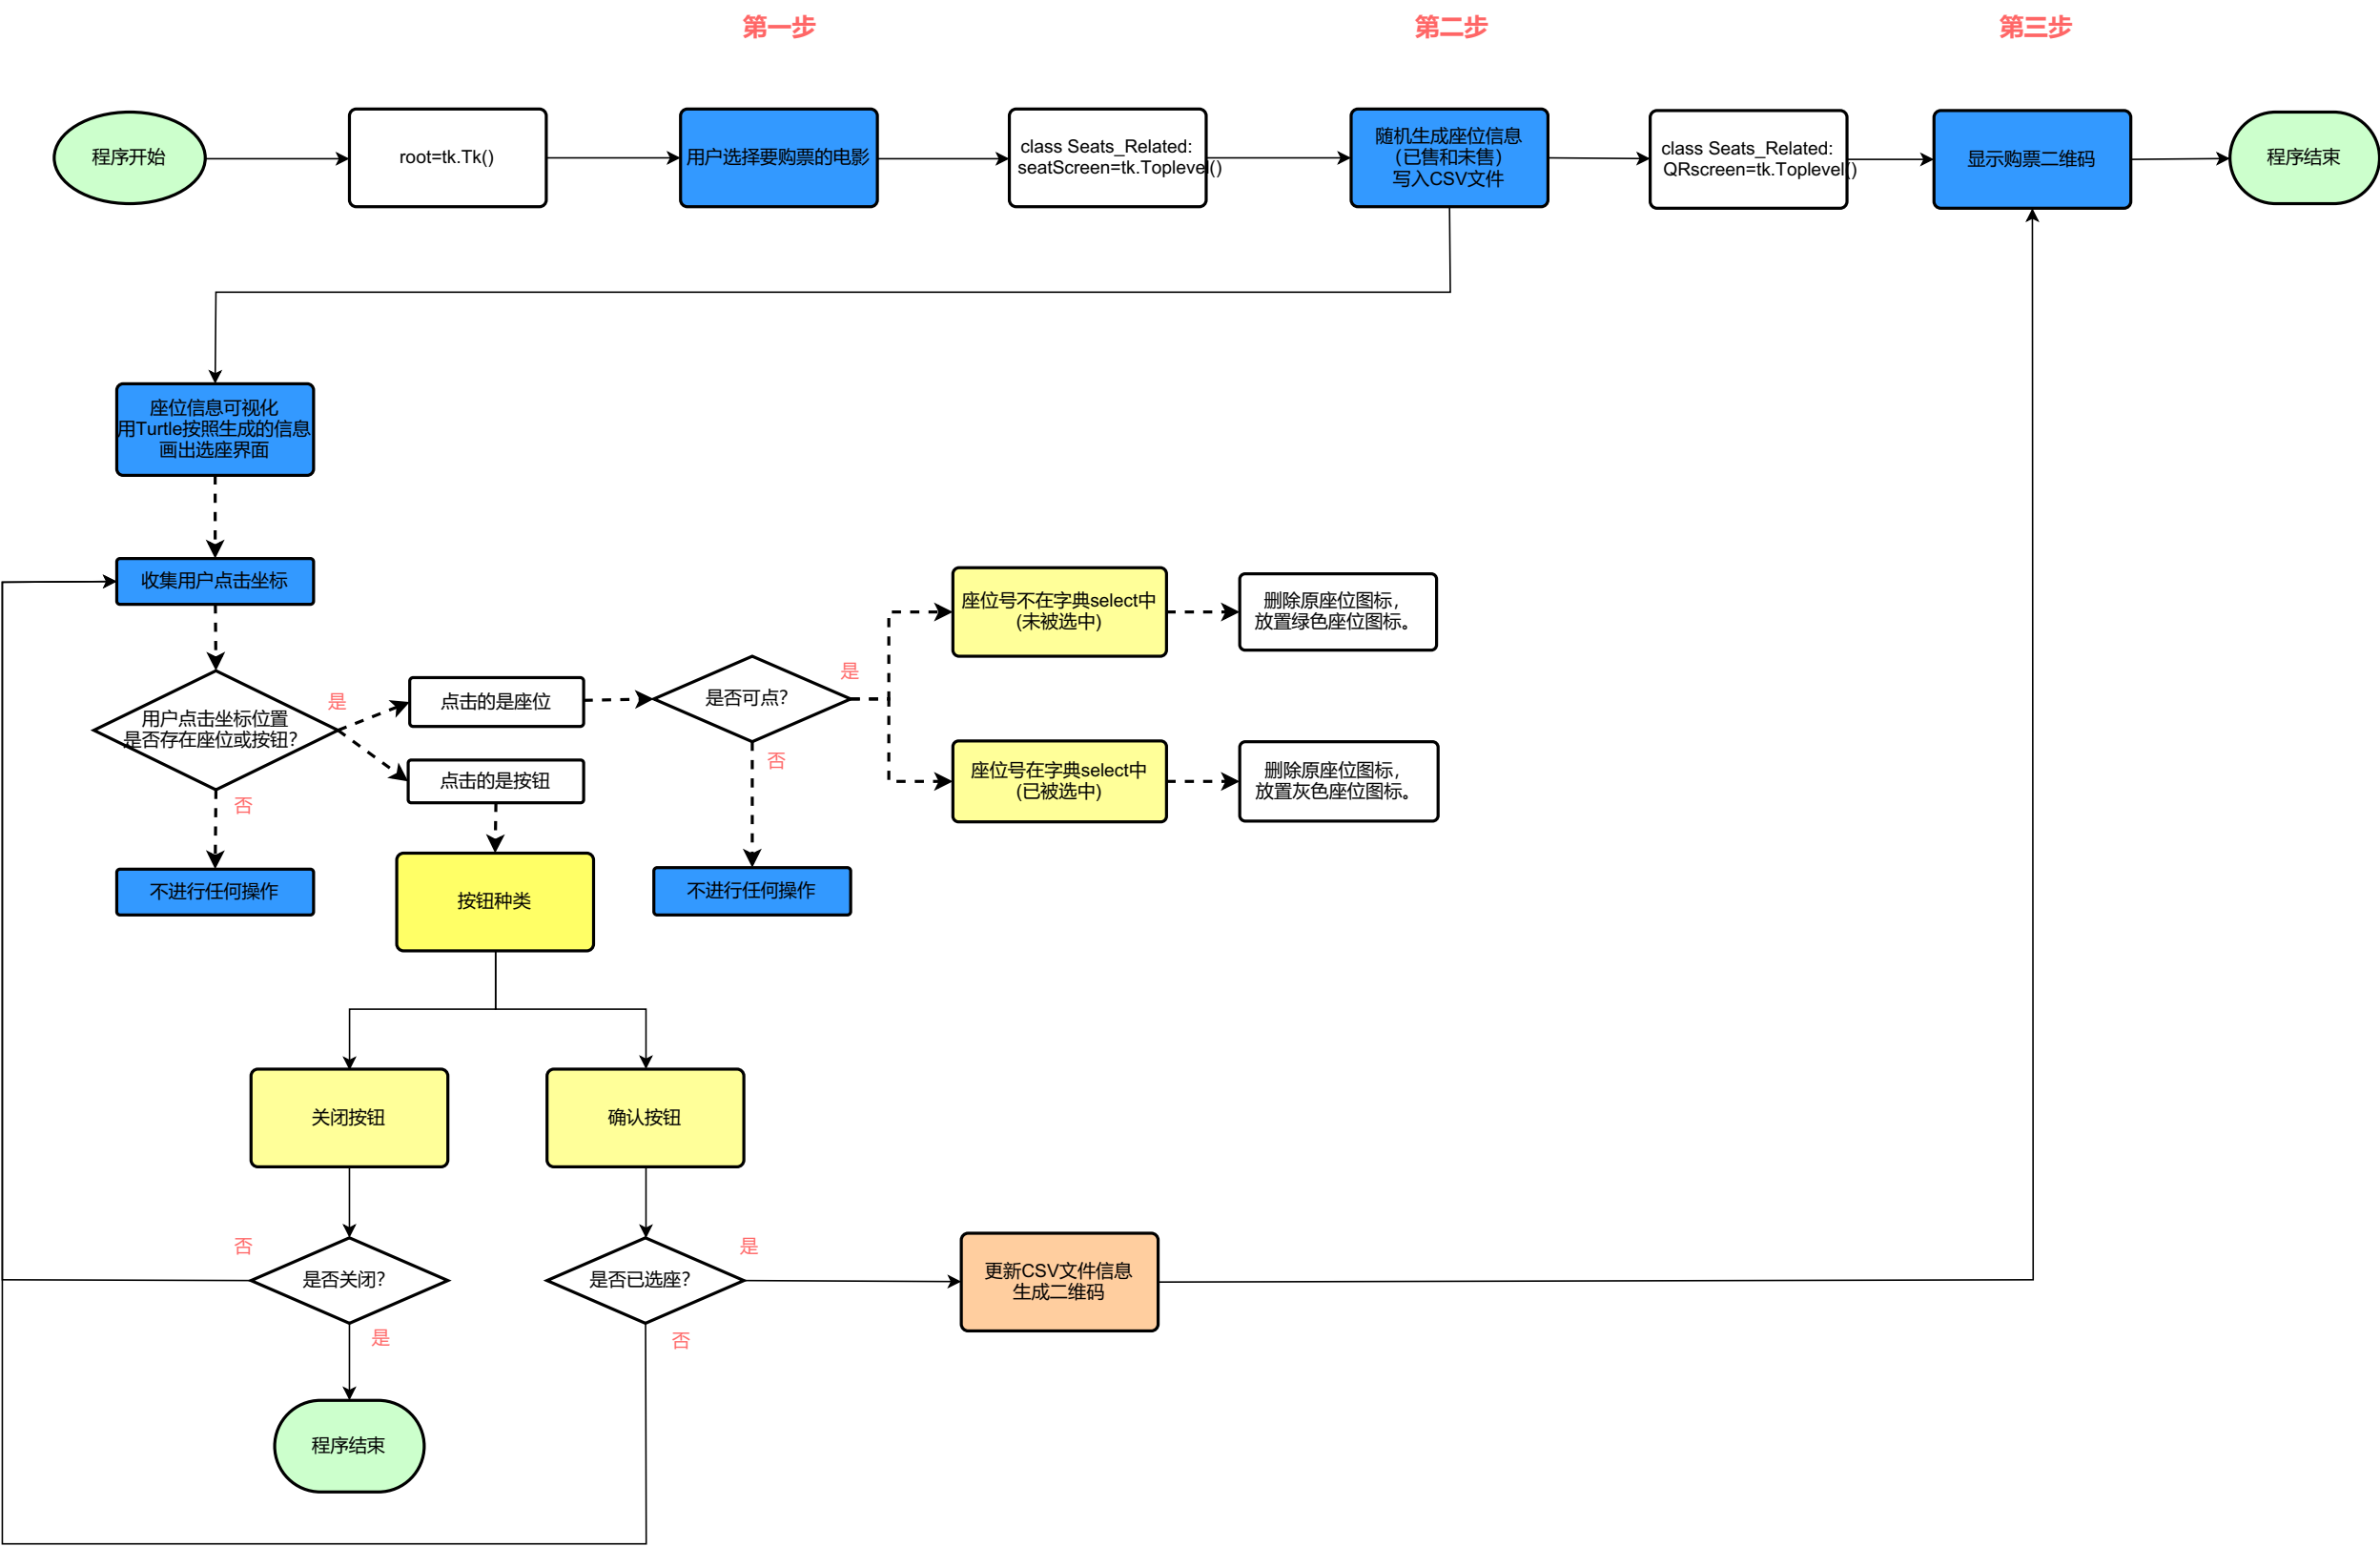 第一步
第二步
第三步
程序开始
root=tk.Tk()
用户选择要购票的电影
class Seats_Related:
seatScreen=tk.Toplevel()
随机生成座位信息
（已售和未售）
写入CSV文件
class Seats_Related:
QRscreen=tk.Toplevel()
显示购票二维码
程序结束
座位信息可视化
用Turtle按照生成的信息
画出选座界面
收集用户点击坐标
用户点击坐标位置
是否存在座位或按钮？
是
否
不进行任何操作
点击的是座位
点击的是按钮
是否可点？
是
否
不进行任何操作
座位号不在字典select中
(未被选中)
删除原座位图标，
放置绿色座位图标。
座位号在字典select中
(已被选中)
删除原座位图标，
放置灰色座位图标。
按钮种类
关闭按钮
确认按钮
否
是否关闭？
是
程序结束
是否已选座？
是
否
更新CSV文件信息
生成二维码